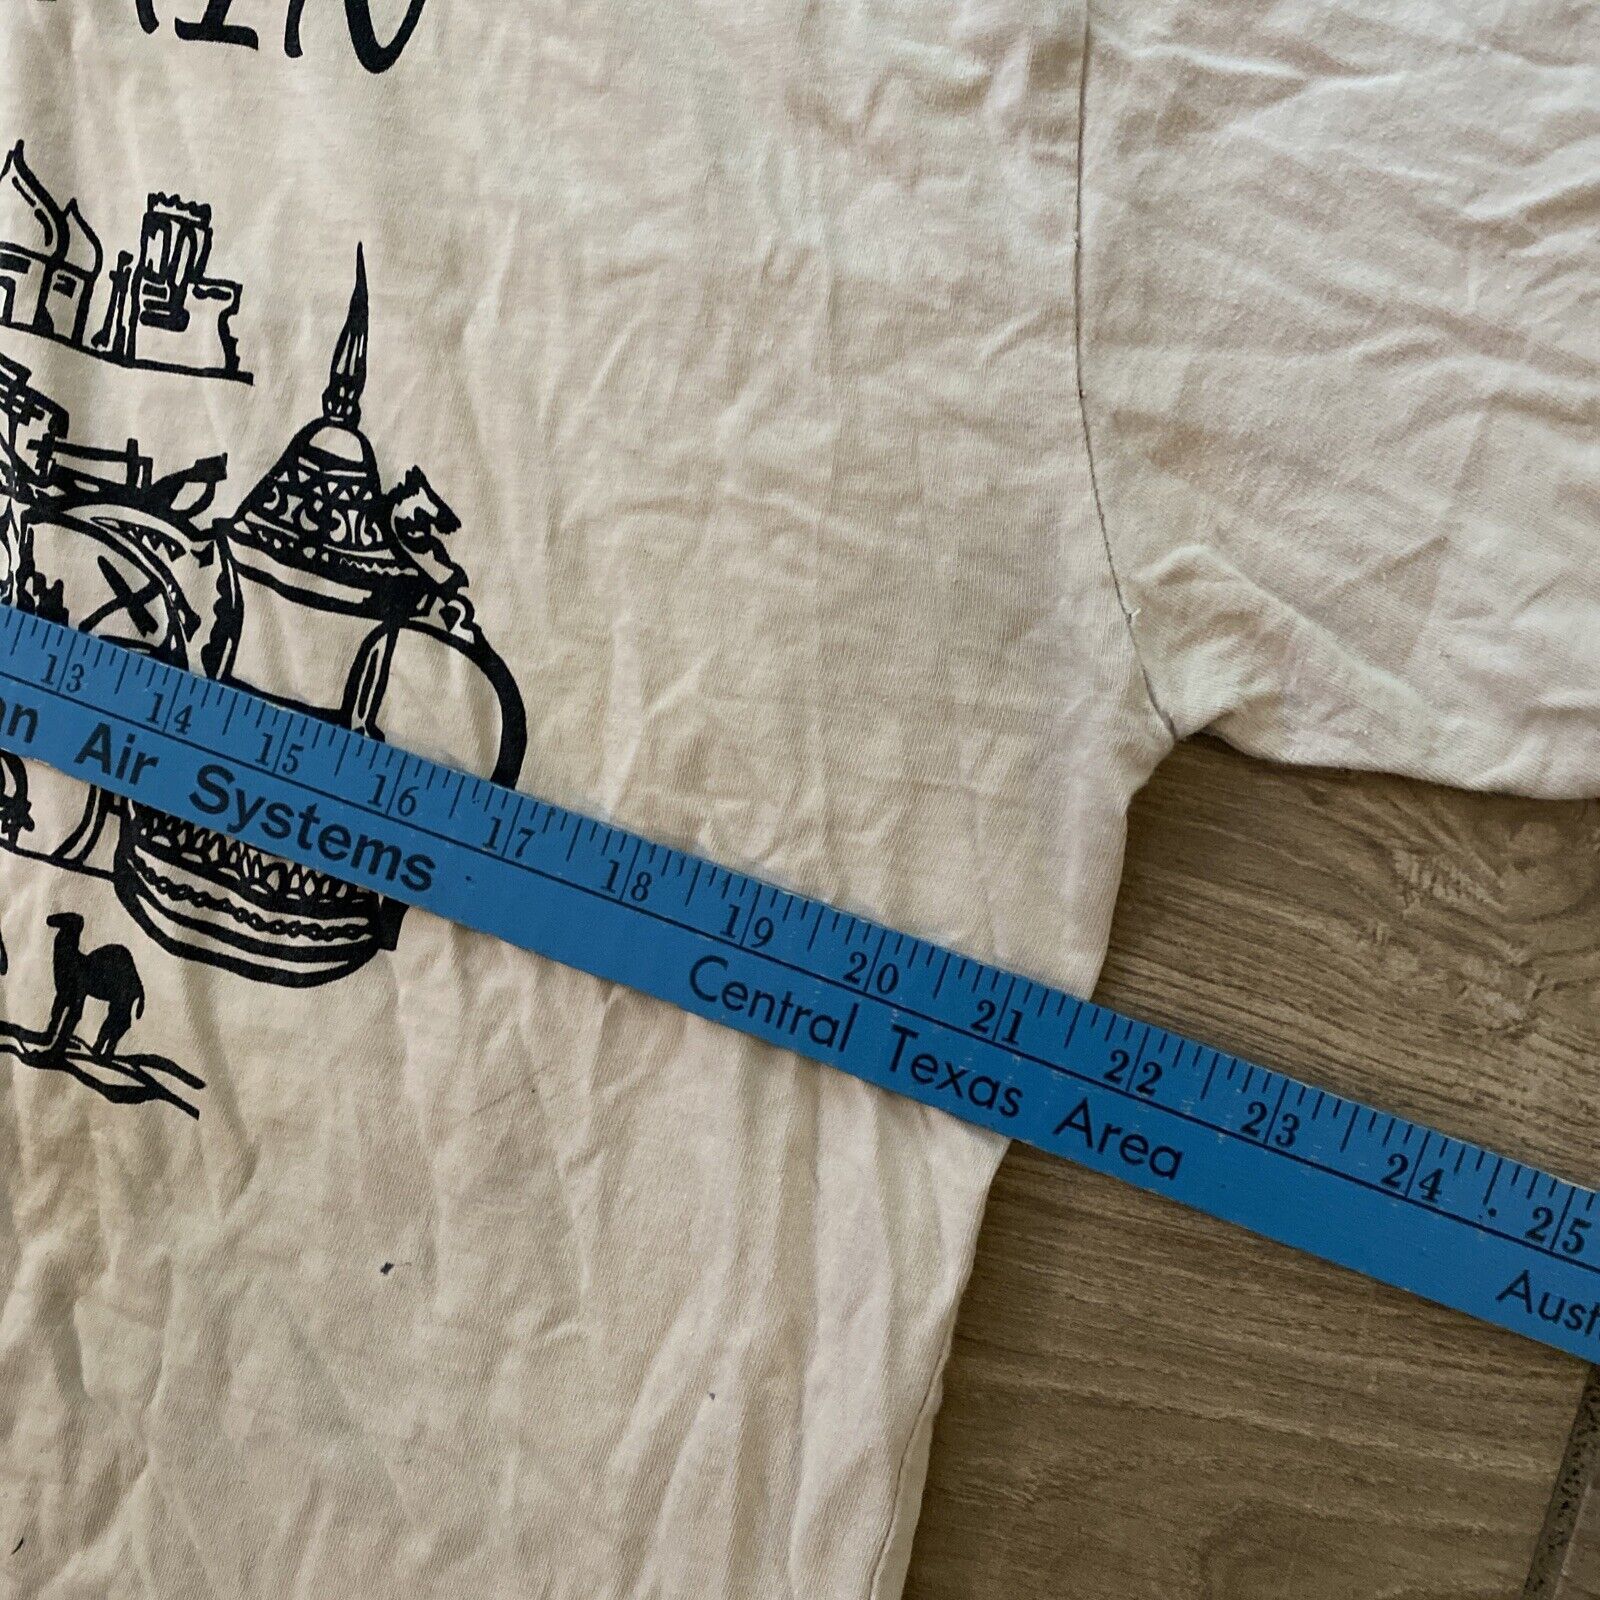 13 14 15 16 17 18 19 20 21 22 23 24 25
Air Systems Central Texas Area